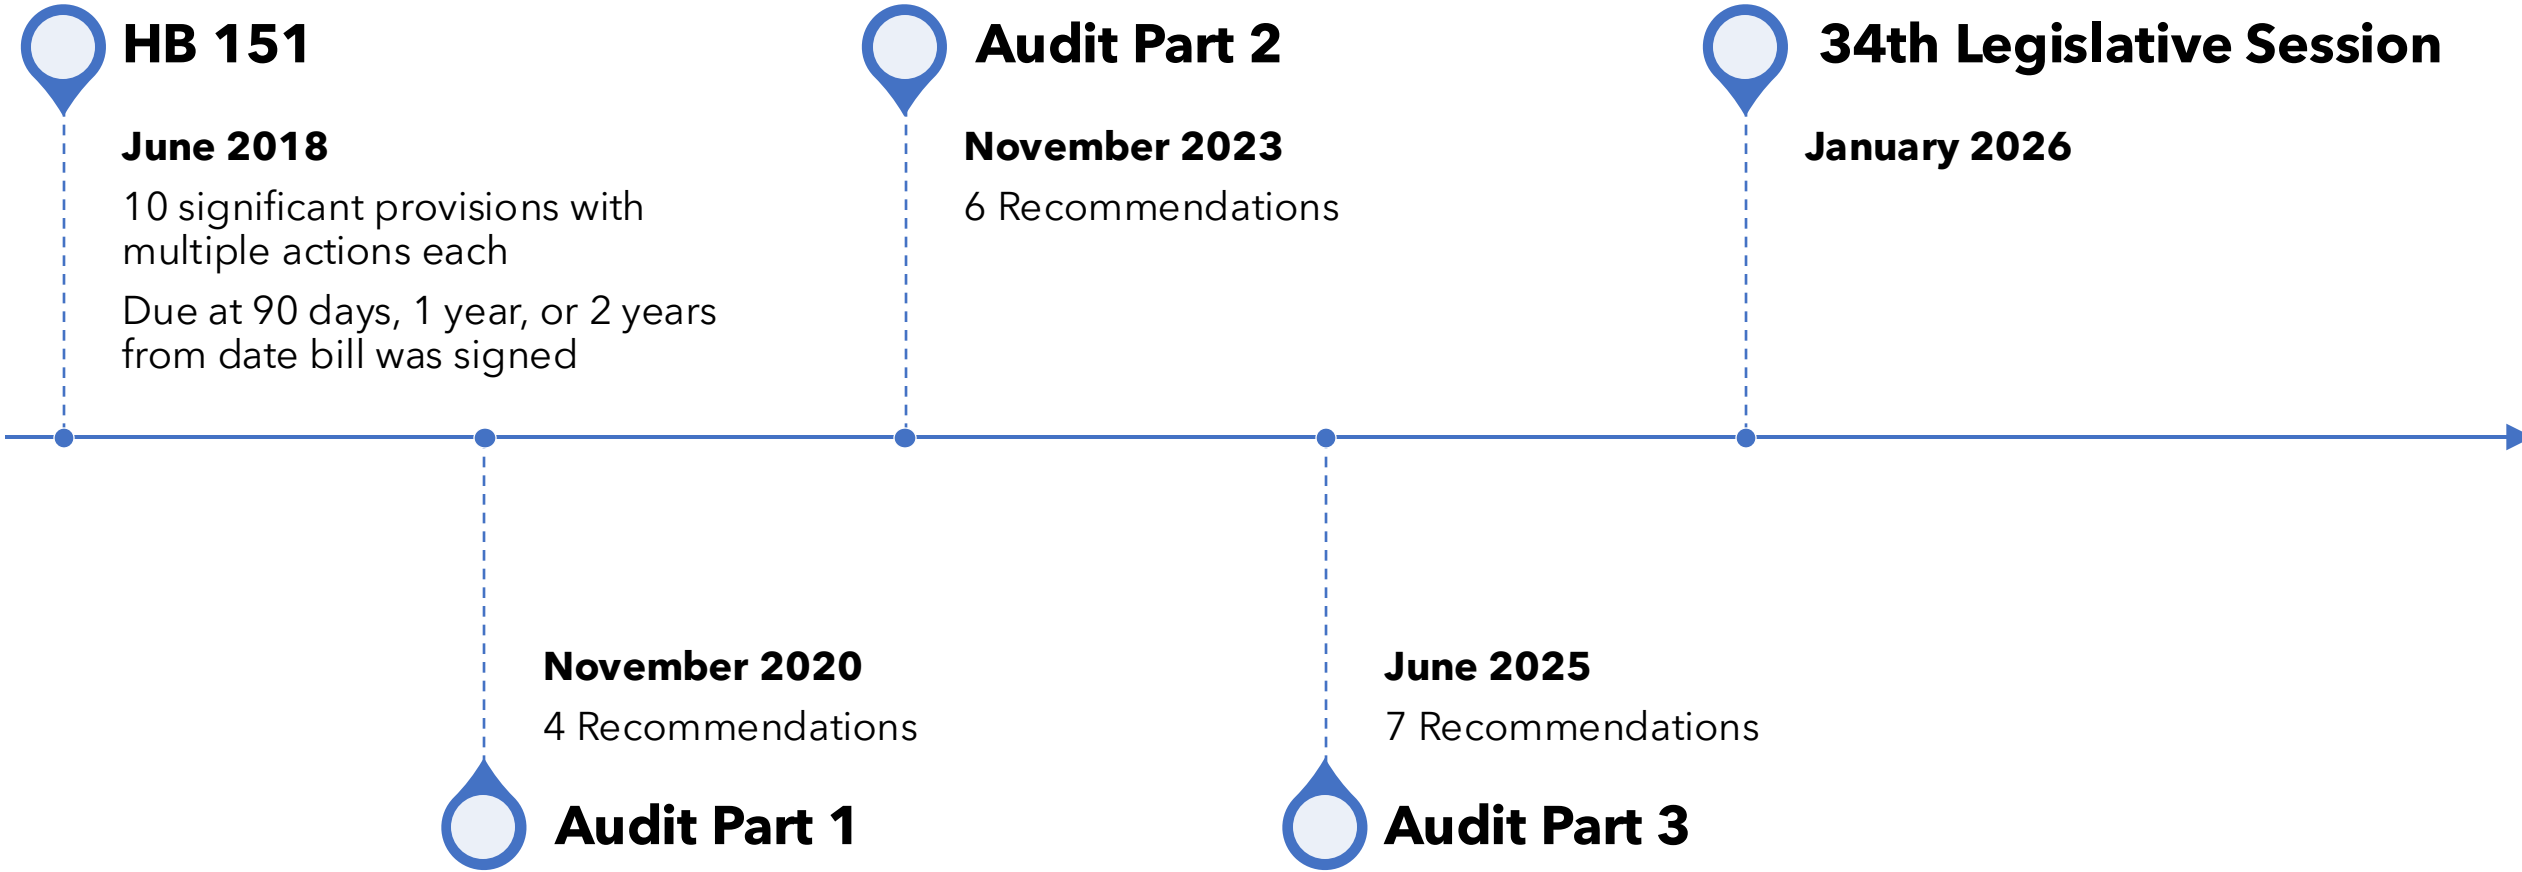 HB 151
June 2018
10 significant provisions with
multiple actions each
Due at 90 days, 1 year, or 2 years
from date bill was signed
November 2020
4 Recommendations
Audit Part 1
Audit Part 2
November 2023
6 Recommendations
June 2025
7 Recommendations
Audit Part 3
34th Legislative Session
January 2026